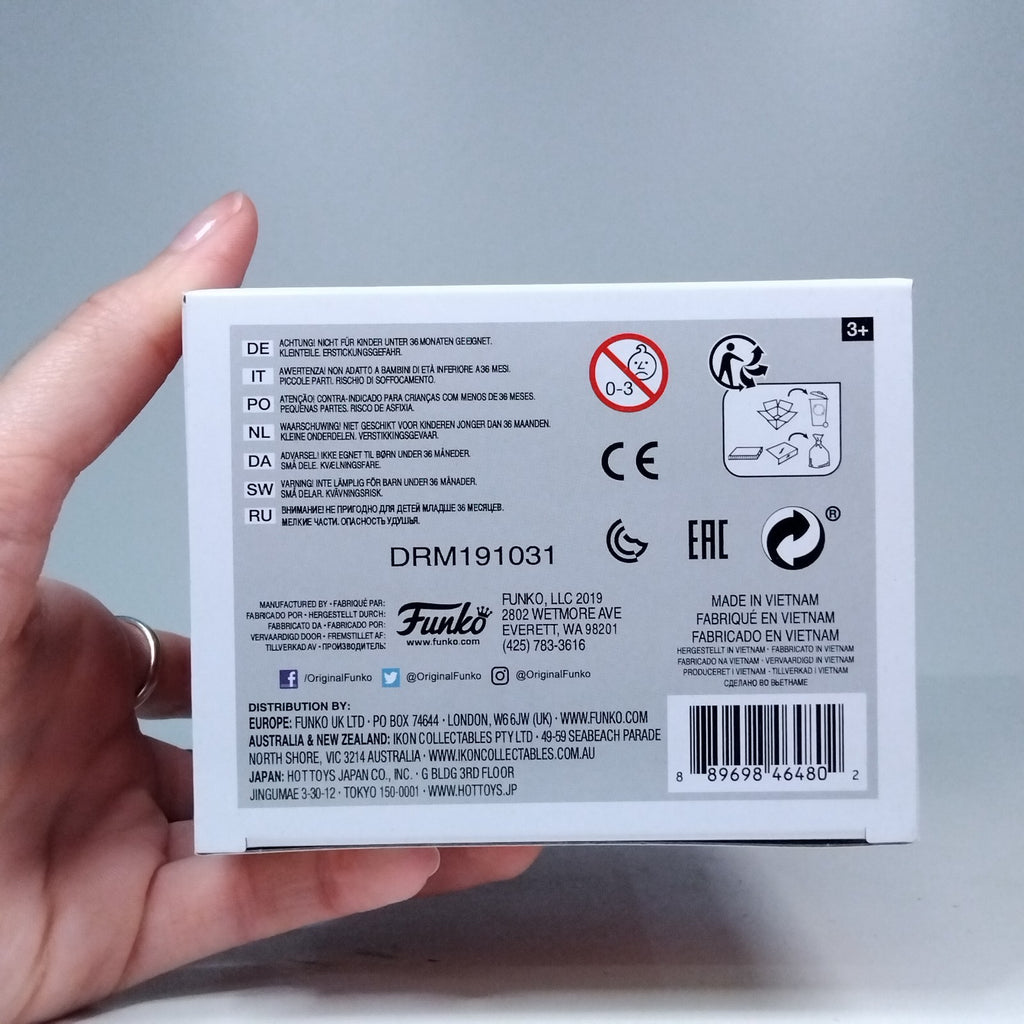 3+
DE ACHTUNG! NICHT FÜR KINDER UNTER 36 MONATEN GEEIGNET.
KLEINTEILE. ERSTICKUNGSGEFAHR.
IT AVVERTENZA! NON ADATTO A BAMBINI DI ETÀ INFERIORE A 36 MESI.
PICCOLE PARTI. RISCHIO DI SOFFOCAMENTO.
PO ATENÇÃO! CONTRA-INDICADO PARA CRIANÇAS COM MENOS DE 36 MESES.
PEQUENAS PARTES. RISCO DE ASFIXIA.
NL WAARSCHUWING! NIET GESCHIKT VOOR KINDEREN JONGER DAN 36 MAANDEN.
KLEINE ONDERDELEN. VERSTIKKINGSGEVAAR.
DA ADVARSEL! IKKE EGNET TIL BØRN UNDER 36 MÅNEDER.
SMÅ DELE. KVÆLNINGSFARE.
SW VARNING! INTE LÄMPLIG FÖR BARN UNDER 36 MÅNADER.
SMÅ DELAR. KVÄVNINGSRISK.
RU ВНИМАНИЕ! НЕ ПРИГОДНО ДЛЯ ДЕТЕЙ МЛАДШЕ 36 МЕСЯЦЕВ.
МЕЛКИЕ ЧАСТИ. ОПАСНОСТЬ УДУШЬЯ.
0-3
CE
EAC
®
DRM191031
MANUFACTURED BY · FABRIQUÉ PAR:
FABRICADO POR · HERGESTELLT DURCH:
FABBRICATO DA · FABRICADO POR:
VERVAARDIGD DOOR · FREMSTILLET AF:
TILLVERKAD AV · ПРОИЗВОДИТЕЛЬ:
Funko
www.funko.com
FUNKO, LLC 2019
2802 WETMORE AVE
EVERETT, WA 98201
(425) 783-3616
MADE IN VIETNAM
FABRIQUÉ EN VIETNAM
FABRICADO EN VIETNAM
HERGESTELLT IN VIETNAM · FABBRICATO IN VIETNAM
FABRICADO NA VIETNAM · VERVAARDIGD IN VIETNAM
PRODUCERET I VIETNAM · TILLVERKAD I VIETNAM
СДЕЛАНО ВО ВЬЕТНАМЕ
/OriginalFunko @OriginalFunko @OriginalFunko
DISTRIBUTION BY:
EUROPE: FUNKO UK LTD · PO BOX 74644 · LONDON, W6 6JW (UK) · WWW.FUNKO.COM
AUSTRALIA & NEW ZEALAND: IKON COLLECTABLES PTY LTD · 49-59 SEABEACH PARADE
NORTH SHORE, VIC 3214 AUSTRALIA · WWW.IKONCOLLECTABLES.COM.AU
JAPAN: HOT TOYS JAPAN CO., INC. · G BLDG 3RD FLOOR
JINGUMAE 3-30-12 · TOKYO 150-0001 · WWW.HOTTOYS.JP
8 89698 46480 2